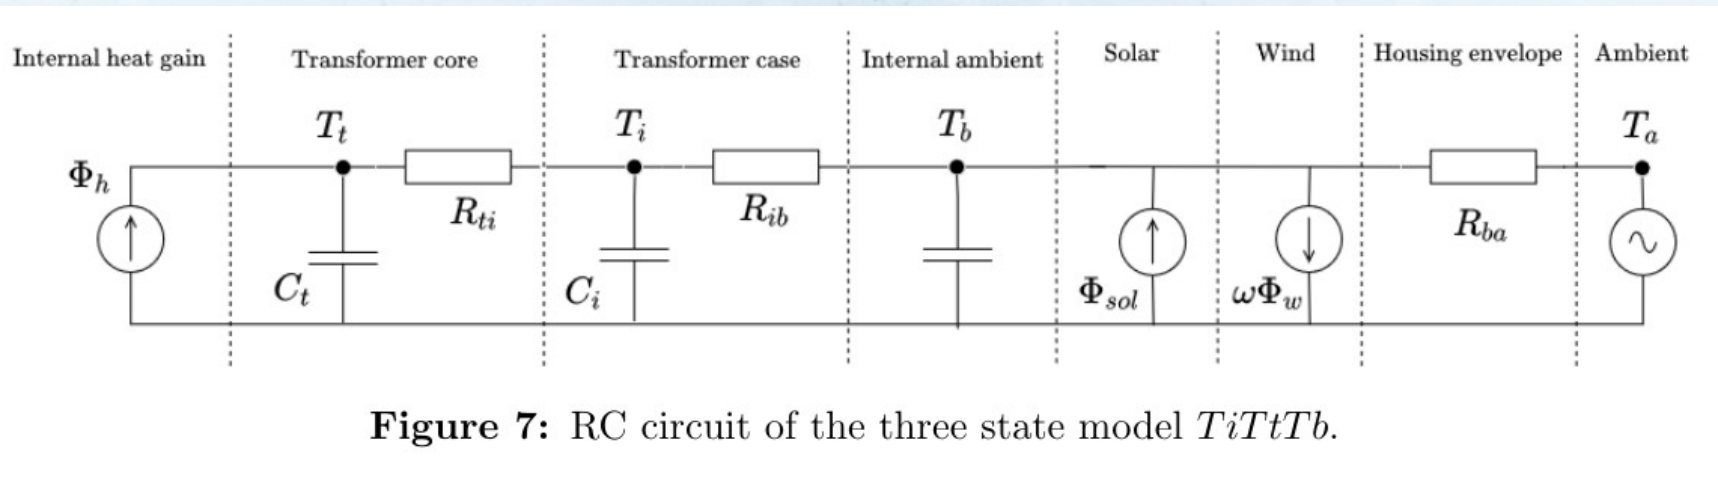 Internal heat gain
Transformer core
Transformer case
Internal ambient
Solar
Wind
Housing envelope
Ambient
Φh
Tt
Rti
Ct
Ti
Rib
Ci
Tb
Φsol
ωΦw
Rba
Ta
Figure 7: RC circuit of the three state model TiTtTb.